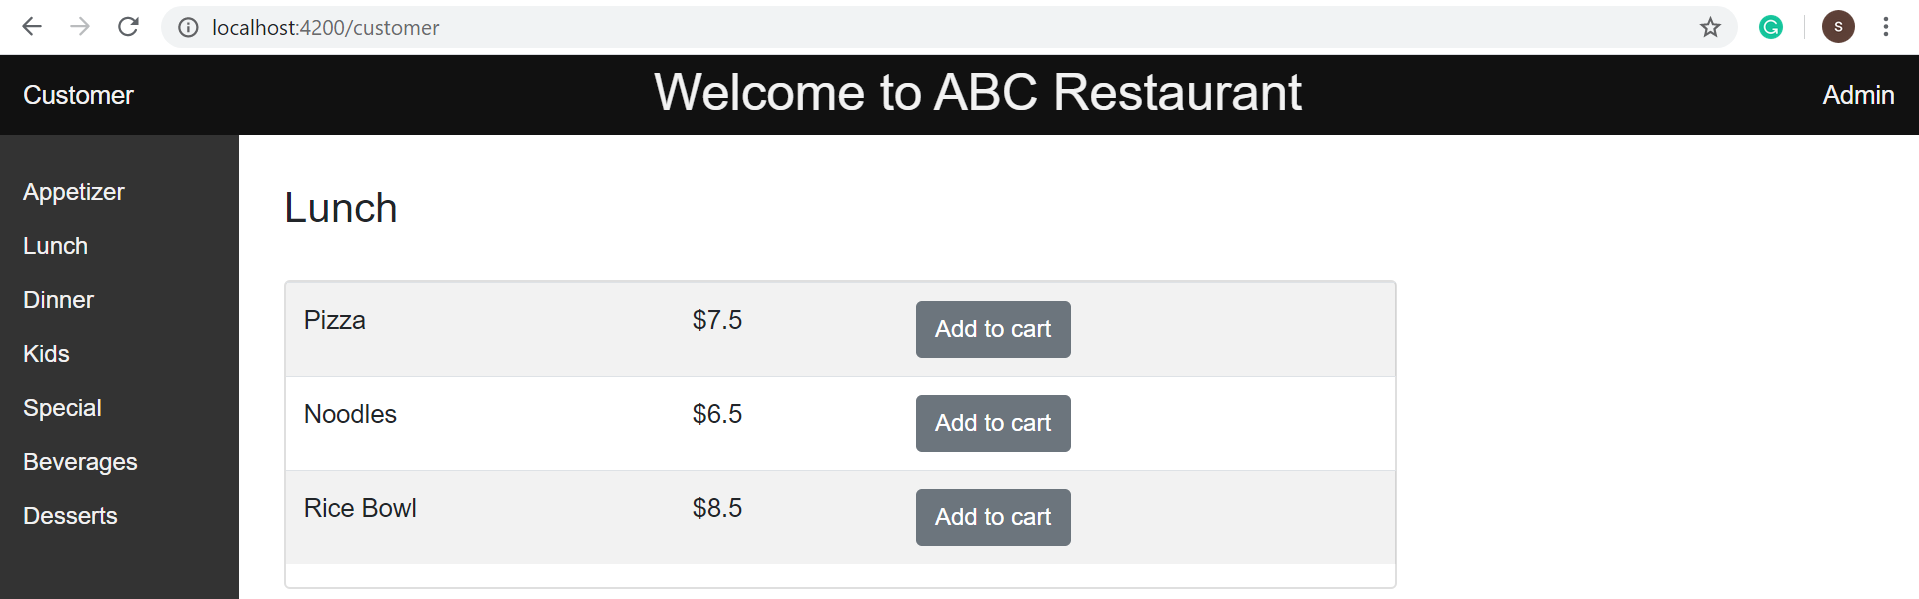 localhost:4200/customer
S
Customer
Welcome to ABC Restaurant
Admin
Appetizer
Lunch
Dinner
Kids
Special
Beverages
Desserts
Lunch
Pizza $7.5 Add to cart
Noodles $6.5 Add to cart
Rice Bowl $8.5 Add to cart